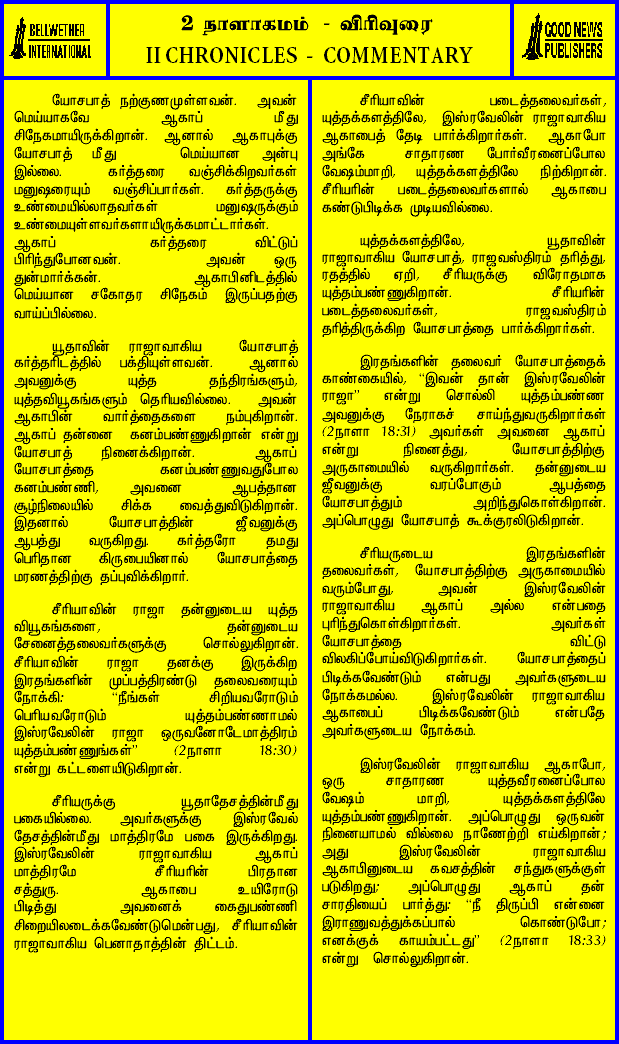 BELLWETHER
INTERNATIONAL
2 நாளாகமம் - விரிவுரை
II CHRONICLES - COMMENTARY
GOOD NEWS
PUBLISHERS
யோசபாத் நற்குணமுள்ளவன். அவன்
மெய்யாகவே ஆகாப் மீது
சிநேகமாயிருக்கிறான். ஆனால் ஆகாபுக்கு
யோசபாத் மீது மெய்யான அன்பு
இல்லை. கர்த்தரை வஞ்சிக்கிறவர்கள்
மனுஷரையும் வஞ்சிப்பார்கள். கர்த்தருக்கு
உண்மையில்லாதவர்கள் மனுஷருக்கும்
உண்மையுள்ளவர்களாயிருக்கமாட்டார்கள்.
ஆகாப் கர்த்தரை விட்டுப்
பிரிந்துபோனவன். அவன் ஒரு
துன்மார்க்கன். ஆகாபினிடத்தில்
மெய்யான சகோதர சிநேகம் இருப்பதற்கு
வாய்ப்பில்லை.
யூதாவின் ராஜாவாகிய யோசபாத்
கர்த்தரிடத்தில் பக்தியுள்ளவன். ஆனால்
அவனுக்கு யுத்த தந்திரங்களும்,
யுத்தவியூகங்களும் தெரியவில்லை. அவன்
ஆகாபின் வார்த்தைகளை நம்புகிறான்.
ஆகாப் தன்னை கனம்பண்ணுகிறான் என்று
யோசபாத் நினைக்கிறான். ஆகாப்
யோசபாத்தை கனம்பண்ணுவதுபோல
கனம்பண்ணி, அவனை ஆபத்தான
சூழ்நிலையில் சிக்க வைத்துவிடுகிறான்.
இதனால் யோசபாத்தின் ஜீவனுக்கு
ஆபத்து வருகிறது. கர்த்தரோ தமது
பெரிதான கிருபையினால் யோசபாத்தை
மரணத்திற்கு தப்புவிக்கிறார்.
சீரியாவின் ராஜா தன்னுடைய யுத்த
வியூகங்களை, தன்னுடைய
சேனைத்தலைவர்களுக்கு சொல்லுகிறான்.
சீரியாவின் ராஜா தனக்கு இருக்கிற
இரதங்களின் முப்பத்திரண்டு தலைவரையும்
நோக்கி: "நீங்கள் சிறியவரோடும்
பெரியவரோடும் யுத்தம்பண்ணாமல்
இஸ்ரவேலின் ராஜா ஒருவனோடேமாத்திரம்
யுத்தம்பண்ணுங்கள்" (2நாளா 18:30)
என்று கட்டளையிடுகிறான்.
சீரியருக்கு யூதாதேசத்தின்மீது
பகையில்லை. அவர்களுக்கு இஸ்ரவேல்
தேசத்தின்மீது மாத்திரமே பகை இருக்கிறது.
இஸ்ரவேலின் ராஜாவாகிய ஆகாப்
மாத்திரமே சீரியரின் பிரதான
சத்துரு. ஆகாபை உயிரோடு
பிடித்து அவனைக் கைதுபண்ணி
சிறையிலடைக்கவேண்டுமென்பது, சீரியாவின்
ராஜாவாகிய பெனாதாத்தின் திட்டம்.
சீரியாவின் படைத்தலைவர்கள்,
யுத்தக்களத்திலே, இஸ்ரவேலின் ராஜாவாகிய
ஆகாபைத் தேடி பார்க்கிறார்கள். ஆகாபோ
அங்கே சாதாரண போர்வீரனைப்போல
வேஷம்மாறி, யுத்தக்களத்திலே நிற்கிறான்.
சீரியரின் படைத்தலைவர்களால் ஆகாபை
கண்டுபிடிக்க முடியவில்லை.
யுத்தக்களத்திலே, யூதாவின்
ராஜாவாகிய யோசபாத், ராஜவஸ்திரம் தரித்து,
ரதத்தில் ஏறி, சீரியருக்கு விரோதமாக
யுத்தம்பண்ணுகிறான். சீரியரின்
படைத்தலைவர்கள், ராஜவஸ்திரம்
தரித்திருக்கிற யோசபாத்தை பார்க்கிறார்கள்.
இரதங்களின் தலைவர் யோசபாத்தைக்
காண்கையில், "இவன் தான் இஸ்ரவேலின்
ராஜா" என்று சொல்லி யுத்தம்பண்ண
அவனுக்கு நேராகச் சாய்ந்துவருகிறார்கள்
(2நாளா 18:31) அவர்கள் அவனை ஆகாப்
என்று நினைத்து, யோசபாத்திற்கு
அருகாமையில் வருகிறார்கள். தன்னுடைய
ஜீவனுக்கு வரப்போகும் ஆபத்தை
யோசபாத்தும் அறிந்துகொள்கிறான்.
அப்பொழுது யோசபாத் கூக்குரலிடுகிறான்.
சீரியருடைய இரதங்களின்
தலைவர்கள், யோசபாத்திற்கு அருகாமையில்
வரும்போது, அவன் இஸ்ரவேலின்
ராஜாவாகிய ஆகாப் அல்ல என்பதை
புரிந்துகொள்கிறார்கள். அவர்கள்
யோசபாத்தை விட்டு
விலகிப்போய்விடுகிறார்கள். யோசபாத்தைப்
பிடிக்கவேண்டும் என்பது அவர்களுடைய
நோக்கமல்ல. இஸ்ரவேலின் ராஜாவாகிய
ஆகாபைப் பிடிக்கவேண்டும் என்பதே
அவர்களுடைய நோக்கம்.
இஸ்ரவேலின் ராஜாவாகிய ஆகாபோ,
ஒரு சாதாரண யுத்தவீரனைப்போல
வேஷம் மாறி, யுத்தக்களத்திலே
யுத்தம்பண்ணுகிறான். அப்பொழுது ஒருவன்
நினையாமல் வில்லை நாணேற்றி எய்கிறான்;
அது இஸ்ரவேலின் ராஜாவாகிய
ஆகாபினுடைய கவசத்தின் சந்துகளுக்குள்
படுகிறது; அப்பொழுது ஆகாப் தன்
சாரதியைப் பார்த்து: "நீ திருப்பி என்னை
இராணுவத்துக்கப்பால் கொண்டுபோ;
எனக்குக் காயம்பட்டது" (2நாளா 18:33)
என்று சொல்லுகிறான்.